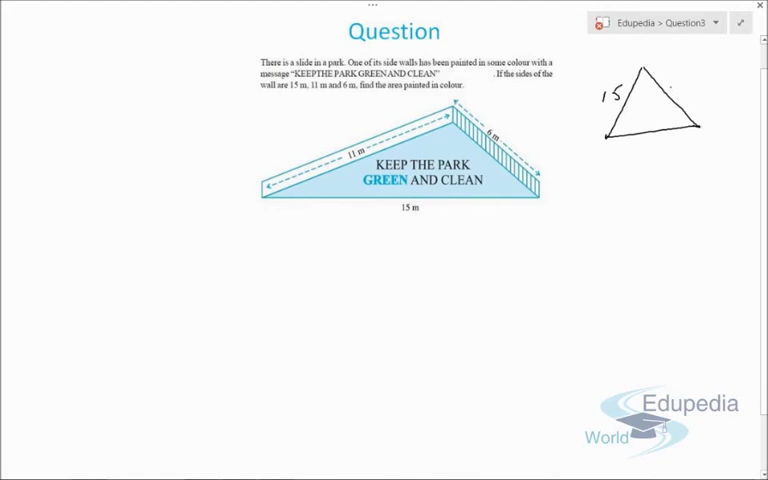 Question
Edupedia > Question3
There is a slide in a park. One of its side walls has been painted in some colour with a
message “KEEPTHE PARK GREEN AND CLEAN” . If the sides of the
wall are 15 m, 11 m and 6 m, find the area painted in colour.
15
6 m
11 m
KEEP THE PARK
GREEN AND CLEAN
15 m
Edupedia
World